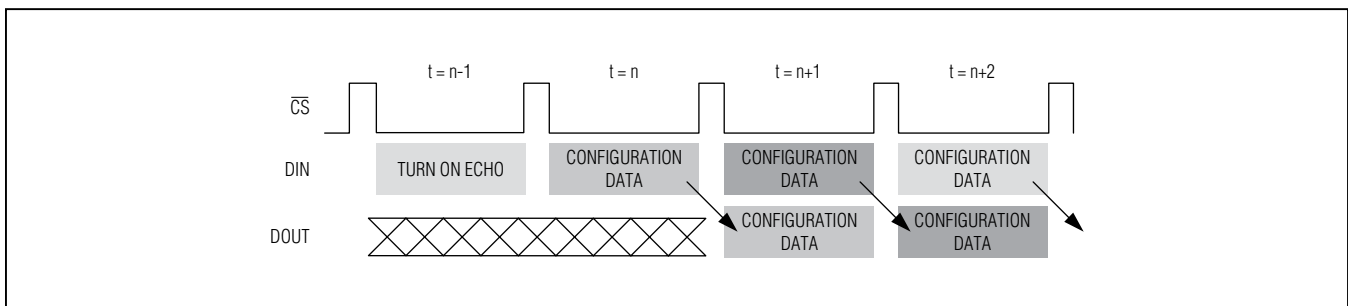 t = n-1 t = n t = n+1 t = n+2
CS
DIN TURN ON ECHO CONFIGURATION DATA CONFIGURATION DATA CONFIGURATION DATA
DOUT CONFIGURATION DATA CONFIGURATION DATA